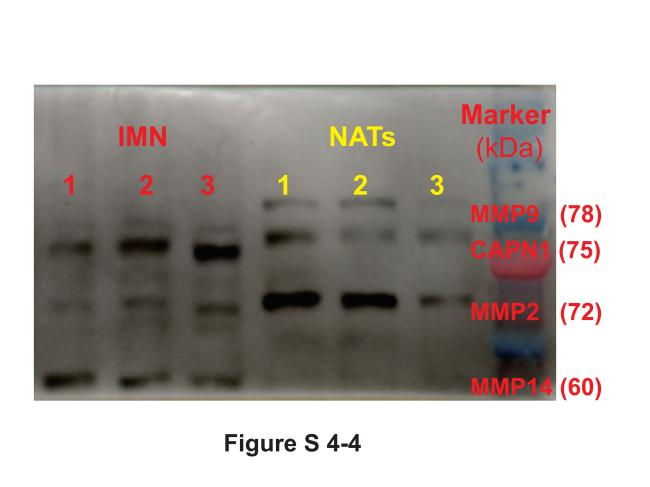 Marker
(kDa)
IMN
NATs
1 2 3 1 2 3
MMP9 (78)
CAPN1 (75)
MMP2 (72)
MMP14 (60)
Figure S 4-4